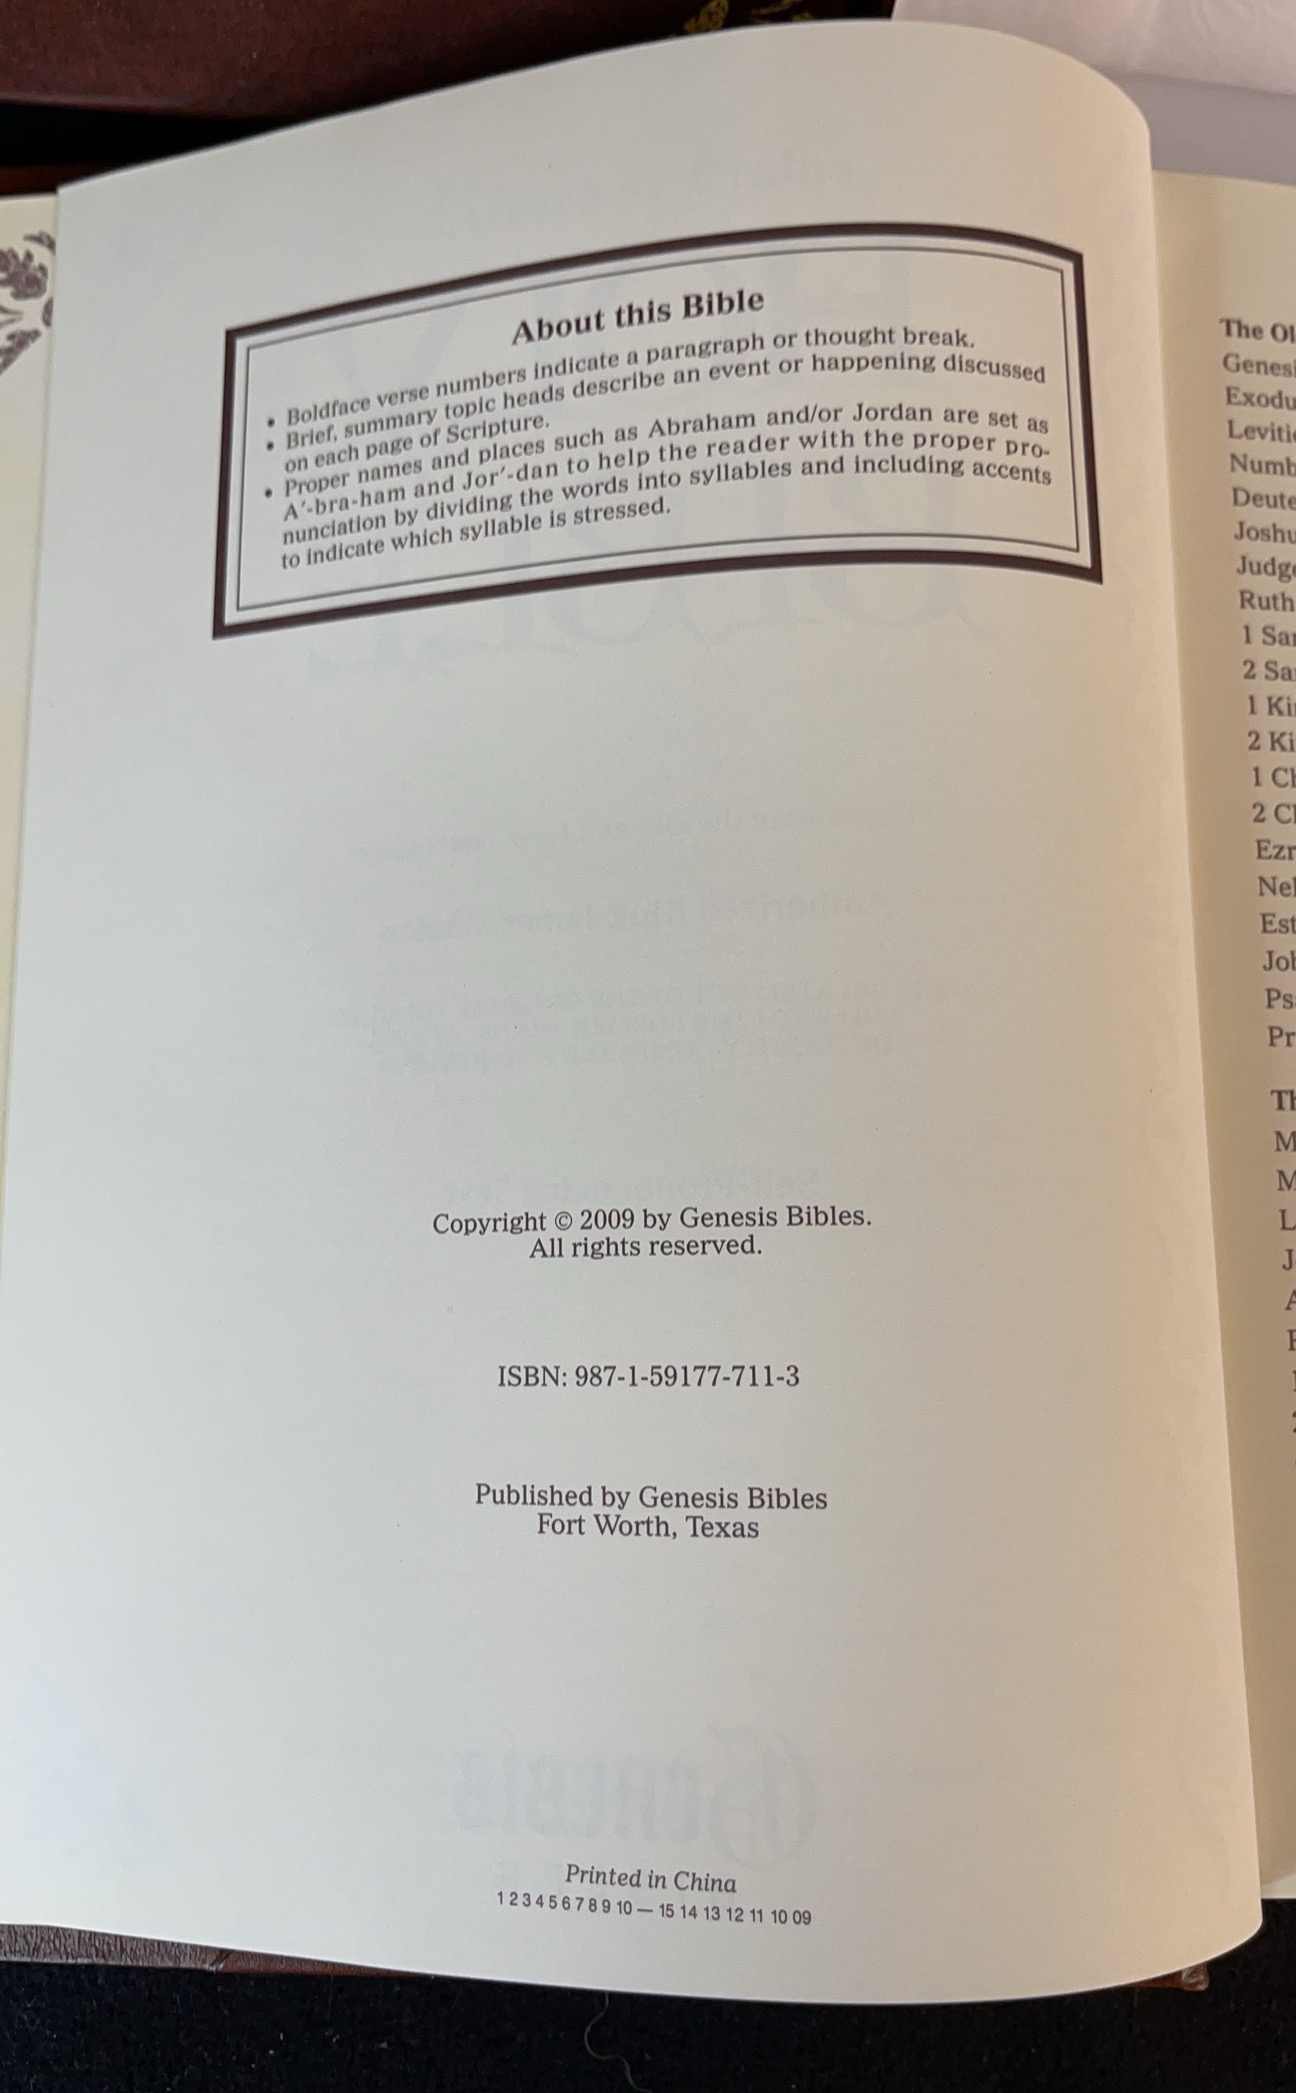 About this Bible
• Boldface verse numbers indicate a paragraph or thought break.
• Brief, summary topic heads describe an event or happening discussed
on each page of Scripture.
• Proper names and places such as Abraham and/or Jordan are set as
A′-bra-ham and Jor′-dan to help the reader with the proper pro-
nunciation by dividing the words into syllables and including accents
to indicate which syllable is stressed.
Copyright © 2009 by Genesis Bibles.
All rights reserved.
ISBN: 987-1-59177-711-3
Published by Genesis Bibles
Fort Worth, Texas
Printed in China
1 2 3 4 5 6 7 8 9 10 — 15 14 13 12 11 10 09
The Ol
Genesi
Exodu
Leviti
Numb
Deute
Joshu
Judge
Ruth
1 Sa
2 Sa
1 Ki
2 Ki
1 C
2 C
Ezr
Ne
Est
Jo
Ps
Pr
Th
M
M
L
J
A